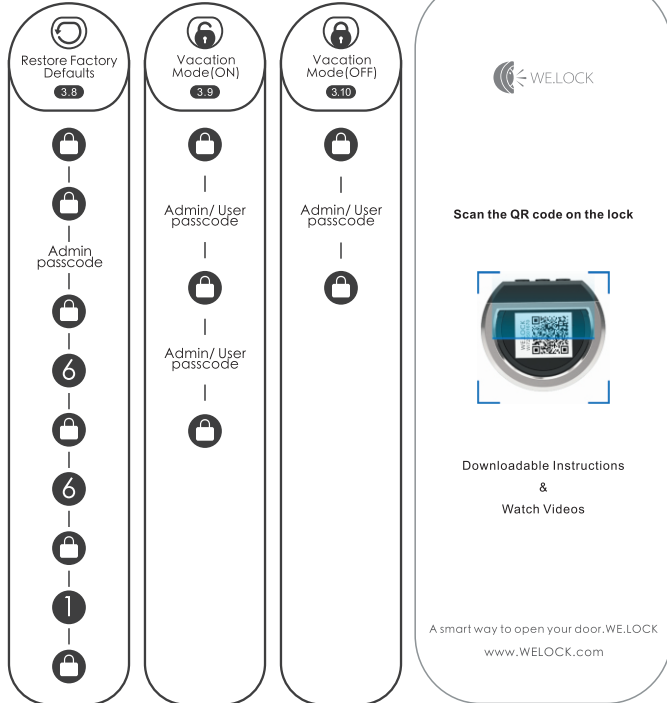 Restore Factory
Defaults
3.8
Admin
passcode
6
6
1
Vacation
Mode(ON)
3.9
Admin/ User
passcode
Admin/ User
passcode
Vacation
Mode(OFF)
3.10
Admin/ User
passcode
WE.LOCK
Scan the QR code on the lock
WE.LOCK
Downloadable Instructions
&
Watch Videos
A smart way to open your door.WE.LOCK
www.WELOCK.com